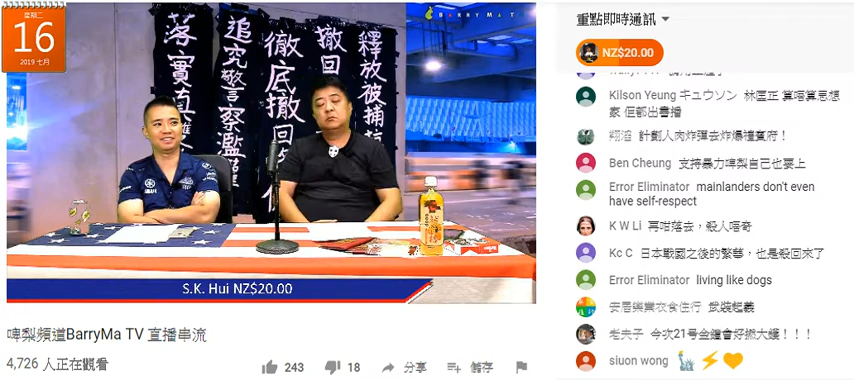 星期二
16
2019 七月
BARRYMA T
落實真
追究警察濫
徹底撤回
撤回
釋放被捕
YAMAHA
S.K. Hui NZ$20.00
啤梨頻道BarryMa TV 直播串流
4,726 人正在觀看
243
18
分享
儲存
重點即時通訊
NZ$20.00
Kilson Yeung キュウソン 林匡正 算唔算思想
家 佢都出書播
翔滔 計劃人肉炸彈去炸爆禮賓府！
Ben Cheung 支持暴力啤梨自己也要上
Error Eliminator mainlanders don't even
have self-respect
K W Li 再咁落去，殺人唔奇
Kc C 日本戰國之後的繁華，也是殺回來了
Error Eliminator living like dogs
安居樂業衣食住行 武裝起義
老夫子 今次21号金鐘會好撚大鑊！！！
siuon wong